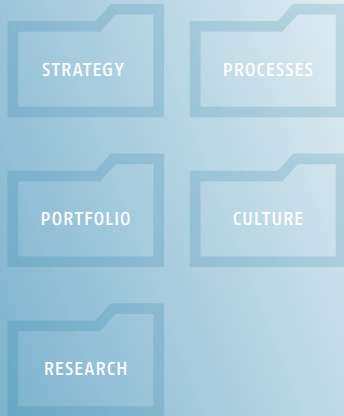 STRATEGY
PROCESSES
PORTFOLIO
CULTURE
RESEARCH